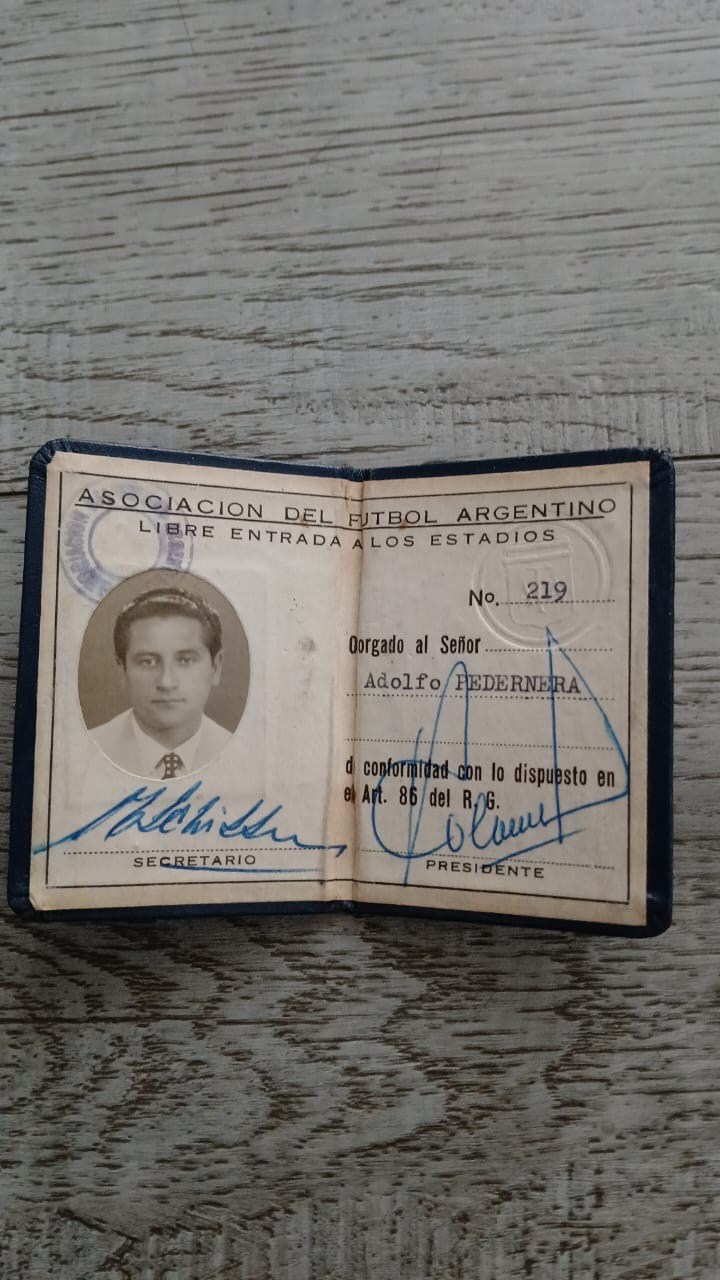 ASOCIACION DEL FUTBOL ARGENTINO
LIBRE ENTRADA A LOS ESTADIOS
No. 219
Oorgado al Señor
Adolfo PEDERNERA
d conformidad con lo dispuesto en
el Art. 86 del R. G.
SECRETARIO
PRESIDENTE